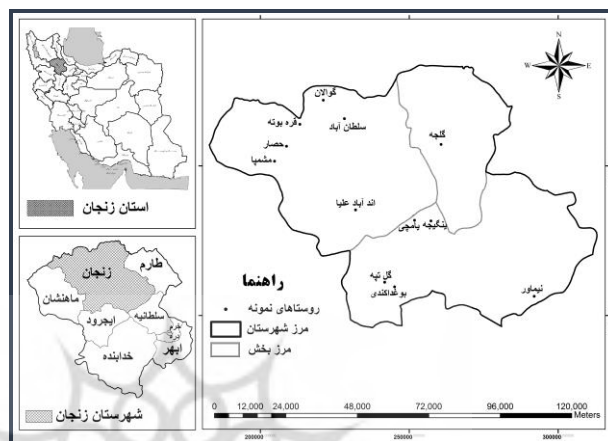 استان زنجان
طارم
زنجان
ماهنشان
سلطانیه
ایجرود
ابهر
خدابنده
شهرستان زنجان
N
W
E
S
گوالان
قره بوته
سلطان آباد
حصار
مشمپا
گلجه
اند آباد علیا
ینگیجه
یامچی
گل تپه
بوغداکندی
نیماور
راهنما
روستاهای نمونه
مرز شهرستان
مرز بخش
0 12,000 24,000 48,000 72,000 96,000 120,000
Meters
200000 250000 300000